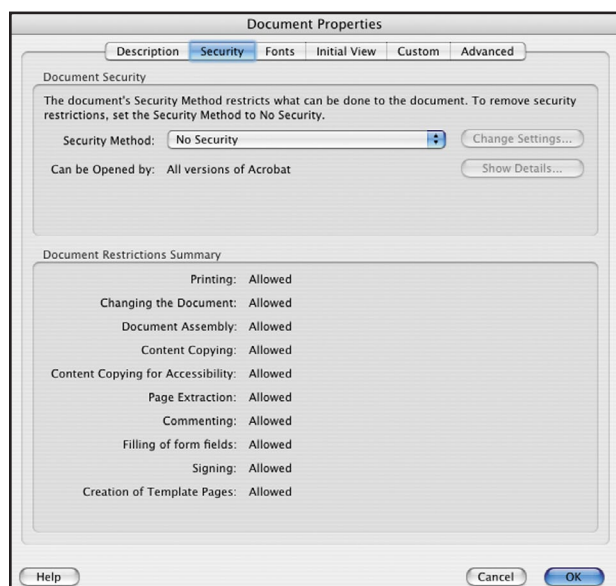 Document Properties
Description Security Fonts Initial View Custom Advanced
Document Security
The document's Security Method restricts what can be done to the document. To remove security
restrictions, set the Security Method to No Security.
Security Method: No Security Change Settings...
Can be Opened by: All versions of Acrobat Show Details...
Document Restrictions Summary
Printing: Allowed
Changing the Document: Allowed
Document Assembly: Allowed
Content Copying: Allowed
Content Copying for Accessibility: Allowed
Page Extraction: Allowed
Commenting: Allowed
Filling of form fields: Allowed
Signing: Allowed
Creation of Template Pages: Allowed
Help Cancel OK